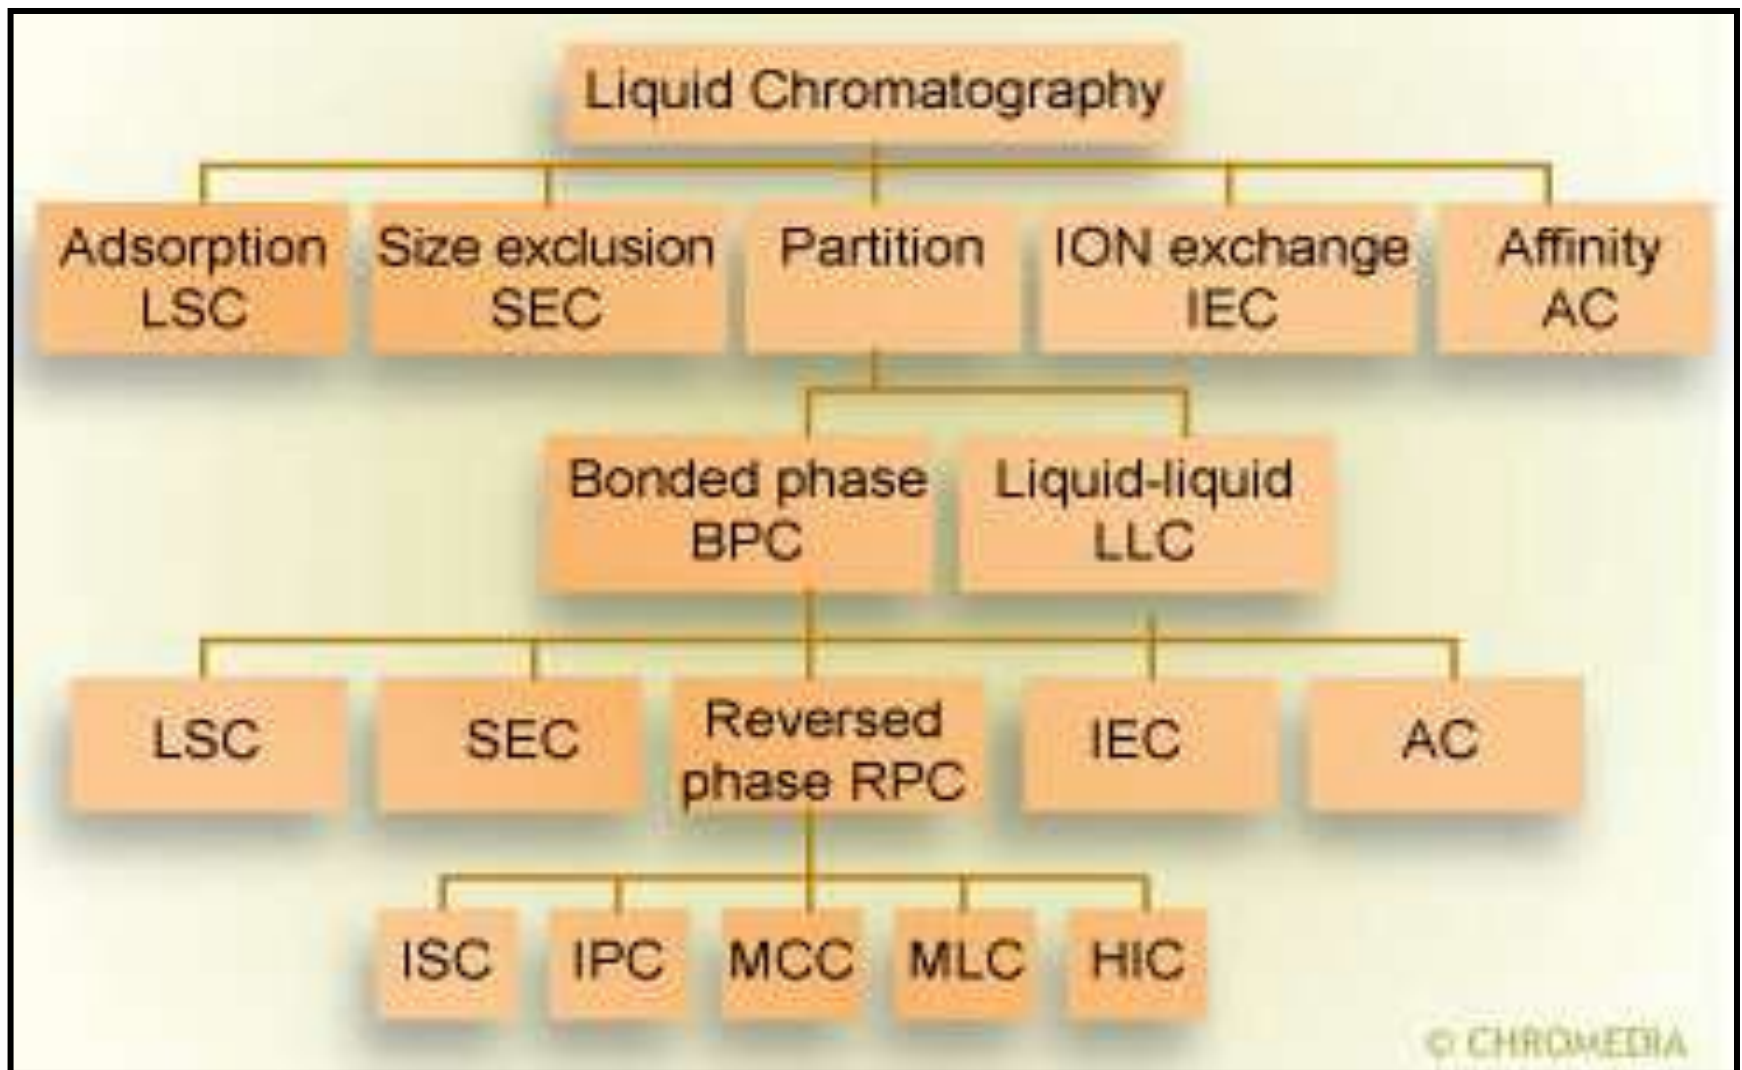 Liquid Chromatography
Adsorption
LSC
Size exclusion
SEC
Partition
ION exchange
IEC
Affinity
AC
Bonded phase
BPC
Liquid-liquid
LLC
LSC
SEC
Reversed
phase RPC
IEC
AC
ISC
IPC
MCC
MLC
HIC
© CHROMEDIA